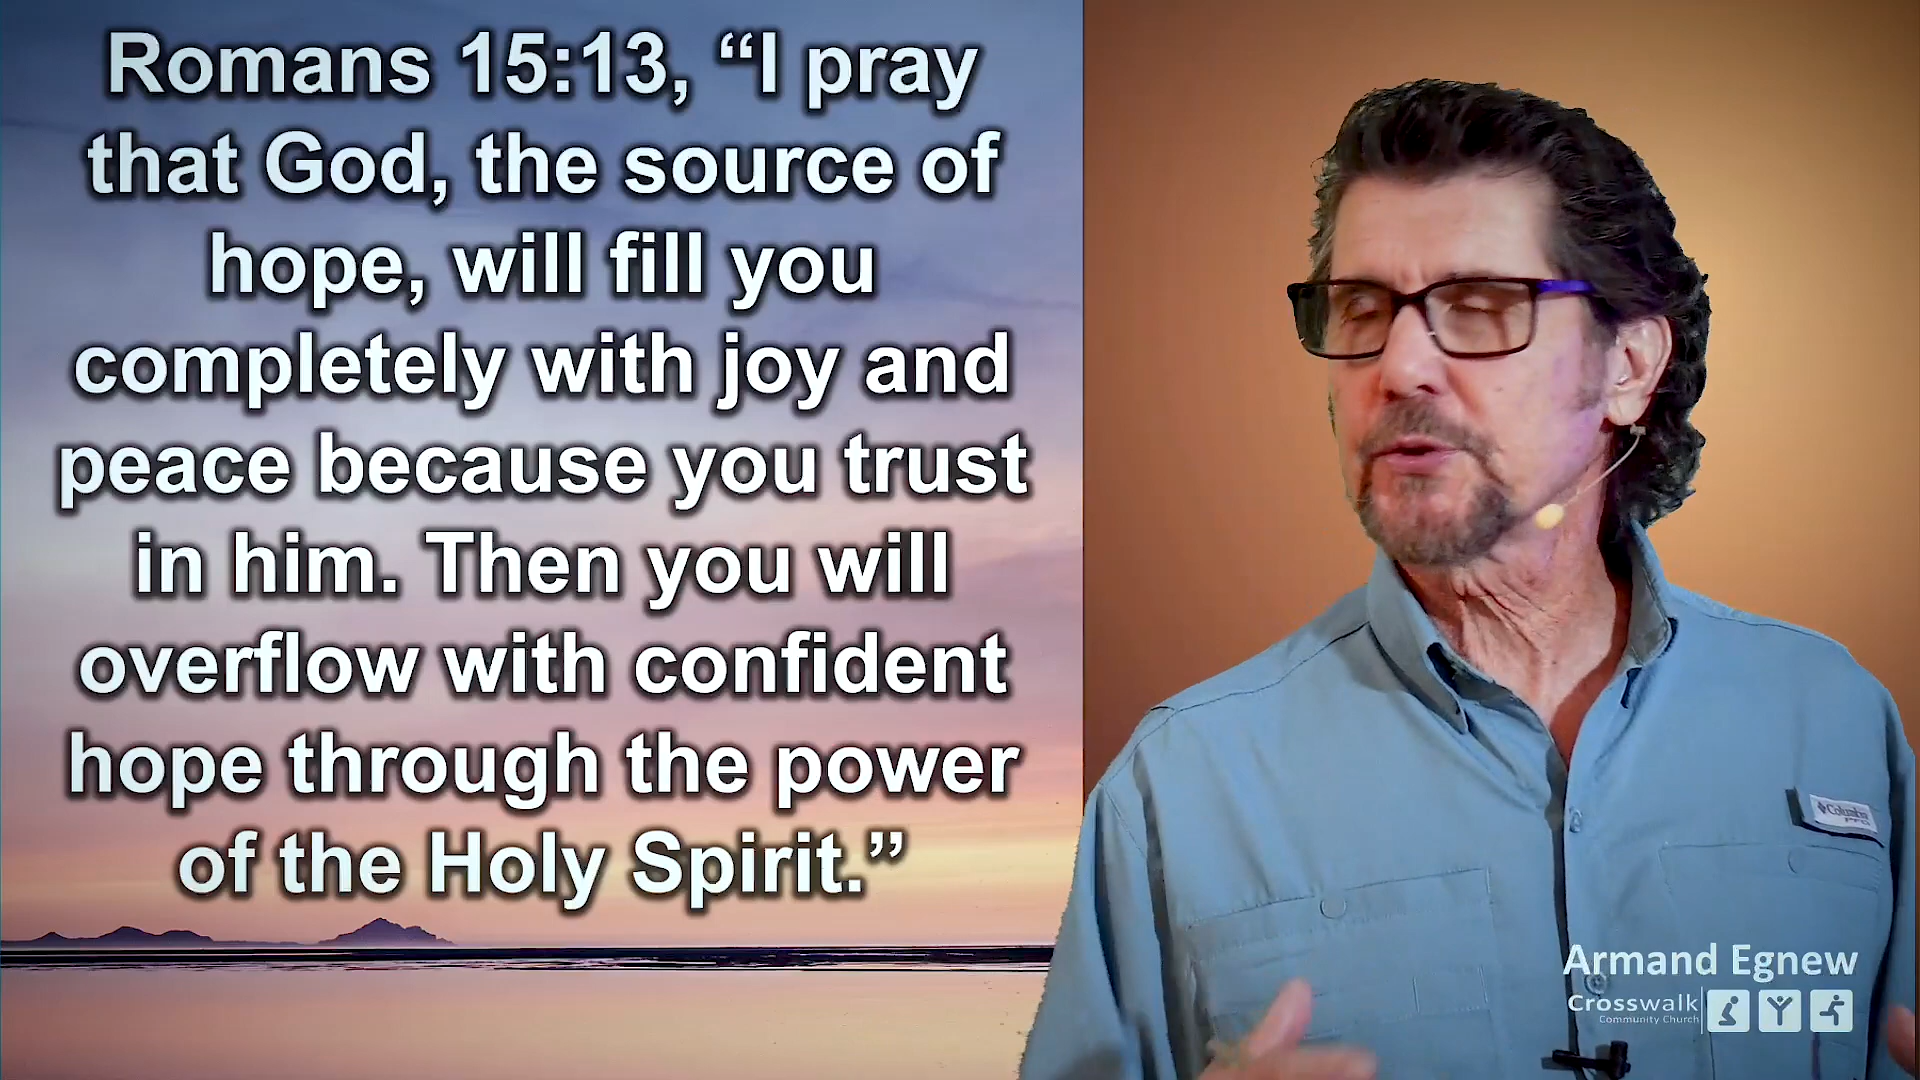 Romans 15:13, “I pray
that God, the source of
hope, will fill you
completely with joy and
peace because you trust
in him. Then you will
overflow with confident
hope through the power
of the Holy Spirit.”
Columbia
PFG
Armand Egnew
Crosswalk
Community Church